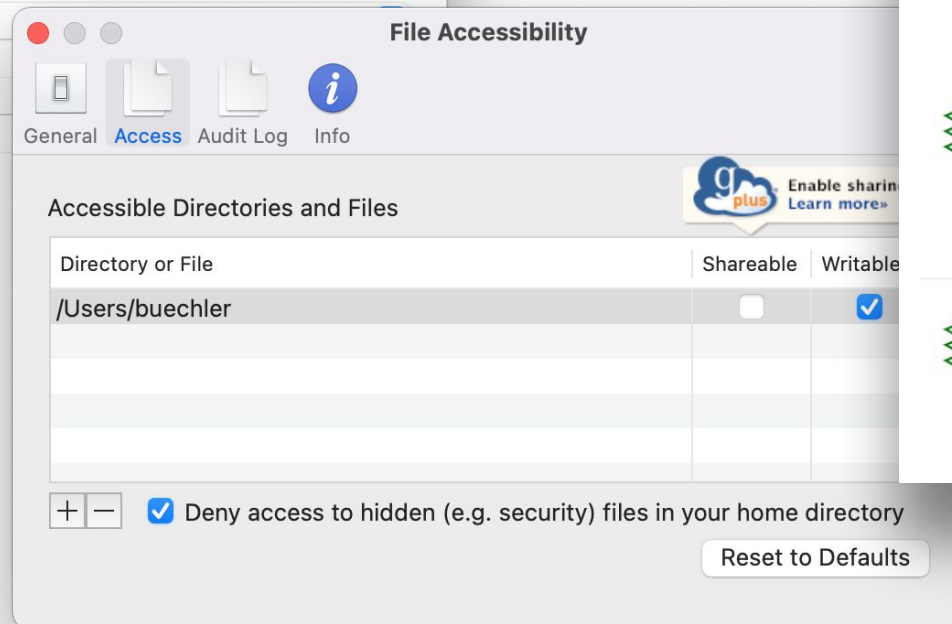 File Accessibility
General Access Audit Log Info
g plus
Enable sharin
Learn more»
Accessible Directories and Files
Directory or File Shareable Writable
/Users/buechler
Deny access to hidden (e.g. security) files in your home directory
Reset to Defaults